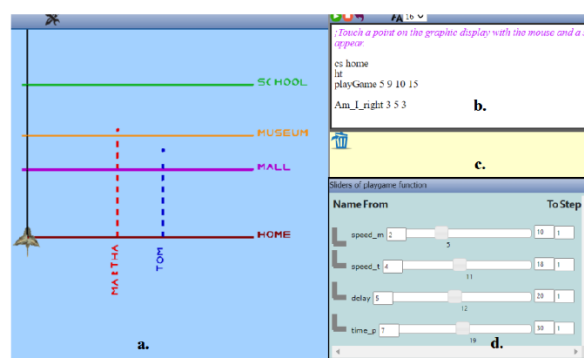 SCHOOL
MUSEUM
MALL
HOME
MARTHA
TOM
a.
16
;Touch a point on the graphic display with the mouse and a s
appear
cs home
ht
playGame 5 9 10 15
Am_I_right 3 5 3
b.
c.
Sliders of playgame function
Name From To Step
speed_m 2 10 1
5
speed_t 4 18 1
11
delay 5 20 1
12
time_p 7 30 1
19
d.